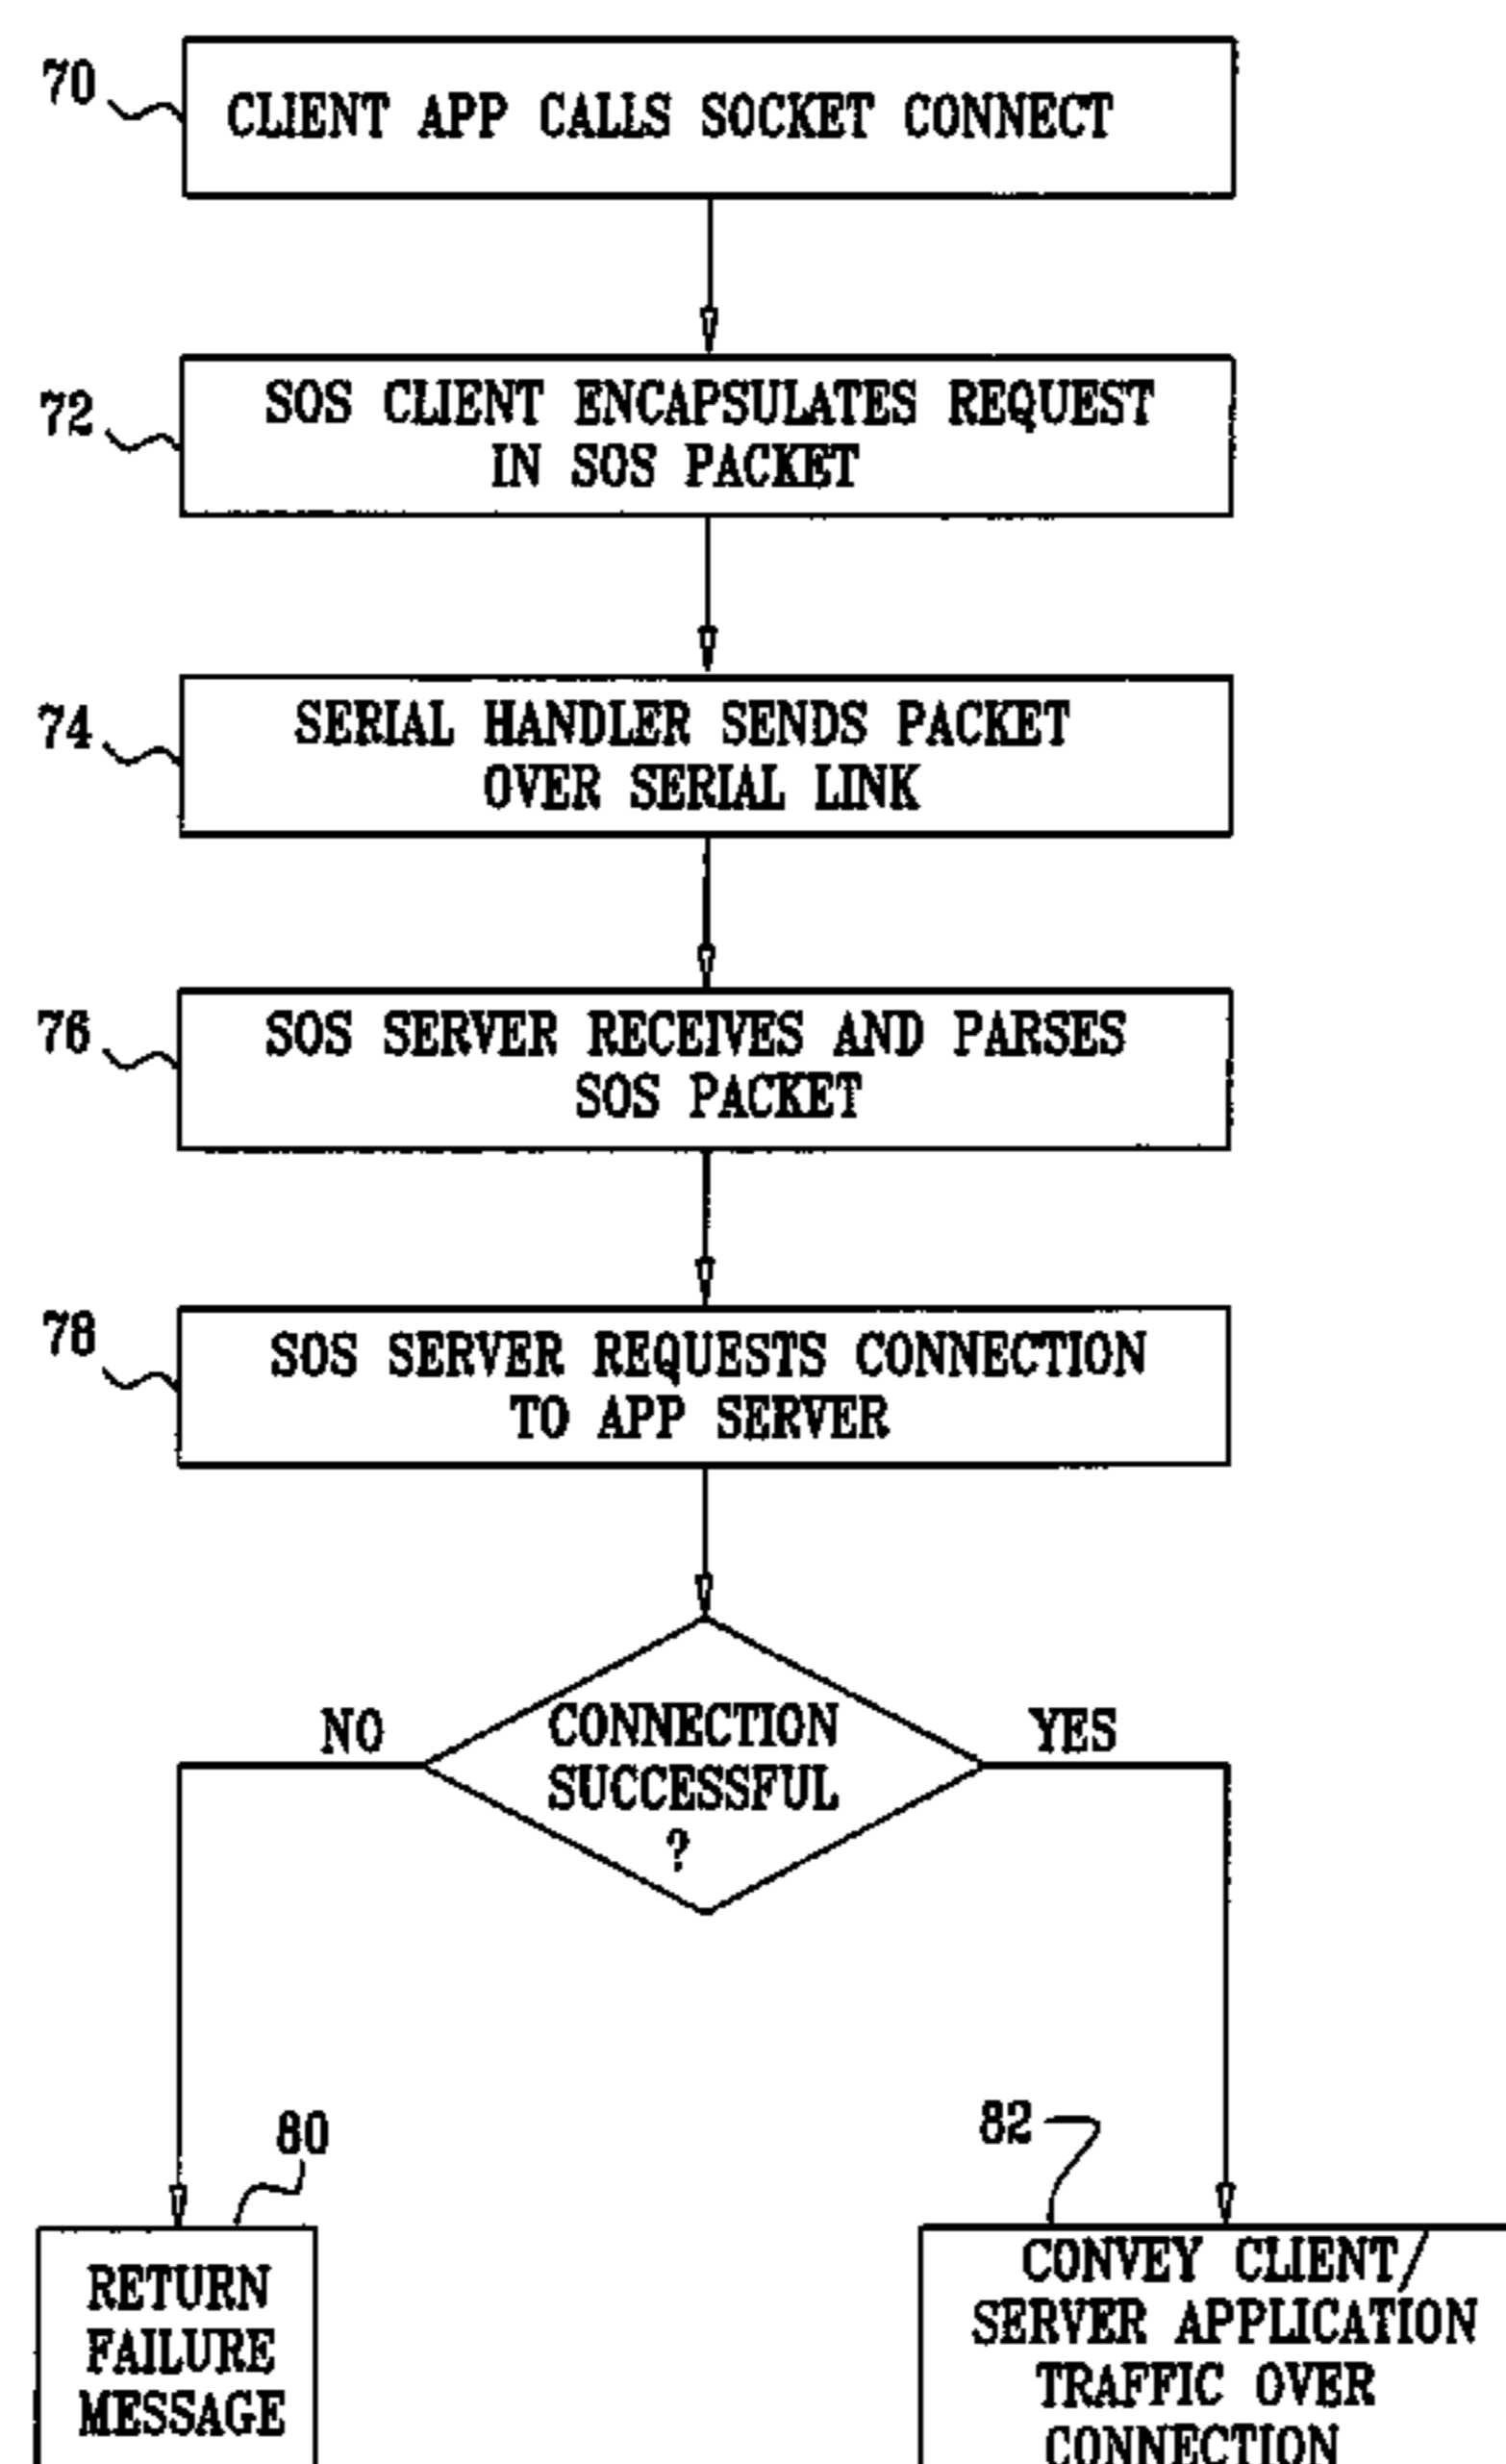 70
CLIENT APP CALLS SOCKET CONNECT
72
SOS CLIENT ENCAPSULATES REQUEST
IN SOS PACKET
74
SERIAL HANDLER SENDS PACKET
OVER SERIAL LINK
76
SOS SERVER RECEIVES AND PARSES
SOS PACKET
78
SOS SERVER REQUESTS CONNECTION
TO APP SERVER
NO
CONNECTION
SUCCESSFUL
?
YES
80
RETURN
FAILURE
MESSAGE
82
CONVEY CLIENT/
SERVER APPLICATION
TRAFFIC OVER
CONNECTION